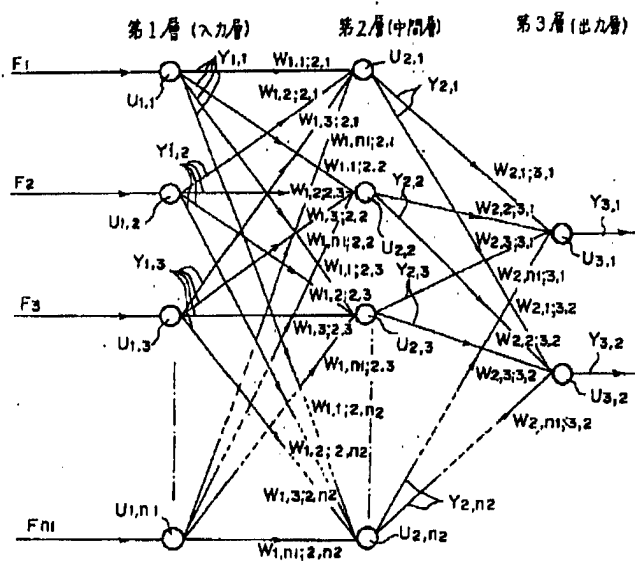 第1層(入力層)
第2層(中間層)
第3層(出力層)
F1
U1,1
Y1,1
W1,1;2,1
W1,2;2,1
W1,3;2,1
W1,n1;2,1
U2,1
Y2,1
W2,1;3,1
F2
U1,2
Y1,2
W1,1;2,2
W1,2;2,3
W1,3;2,2
W1,n1;2,2
U2,2
Y2,2
W2,2;3,1
W2,3;3,1
W2,n1;3,1
U3,1
Y3,1
F3
U1,3
Y1,3
W1,1;2,3
W1,2;2,3
W1,3;2,3
W1,n1;2,3
U2,3
Y2,3
W2,1;3,2
W2,2;3,2
W2,3;3,2
W2,n1;3,2
U3,2
Y3,2
W1,1;2,n2
W1,2;2,n2
W1,3;2,n2
Fn1
U1,n1
W1,n1;2,n2
U2,n2
Y2,n2